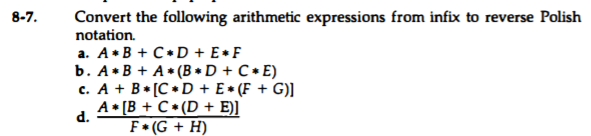 8-7. Convert the following arithmetic expressions from infix to reverse Polish
notation.
a. A * B + C * D + E * F
b. A * B + A * (B * D + C * E)
c. A + B * [C * D + E * (F + G)]
d. A * [B + C * (D + E)]
F * (G + H)